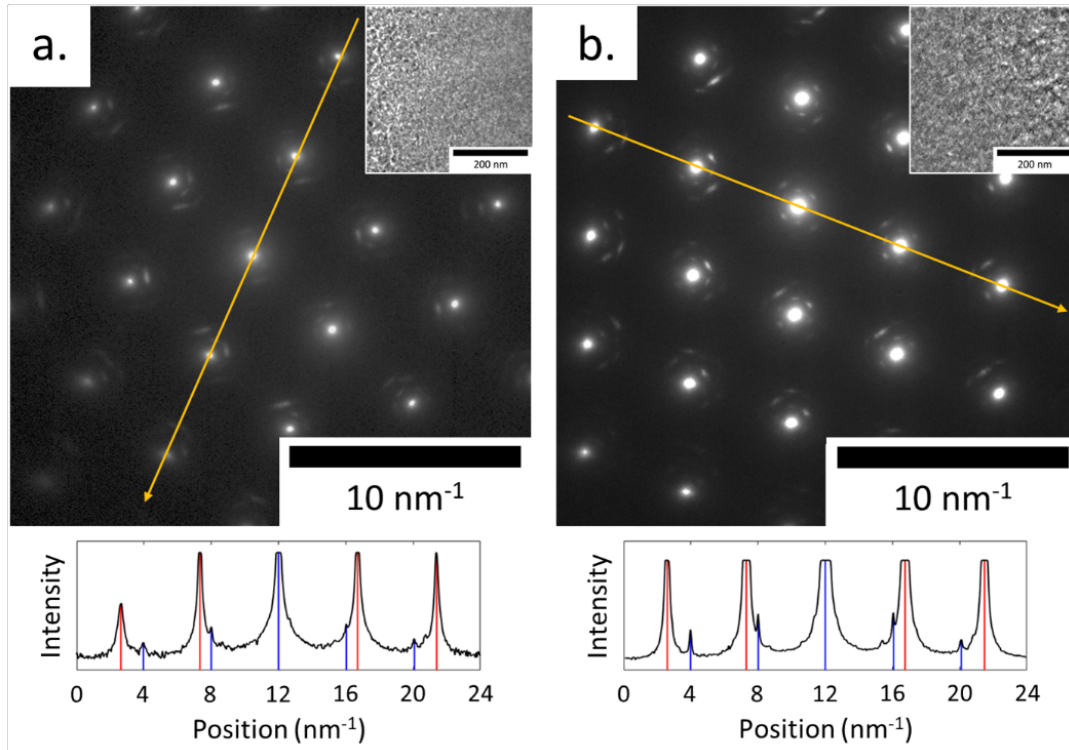 a.
200 nm
10 nm⁻¹
Intensity
0 4 8 12 16 20 24
Position (nm⁻¹)
b.
200 nm
10 nm⁻¹
Intensity
0 4 8 12 16 20 24
Position (nm⁻¹)